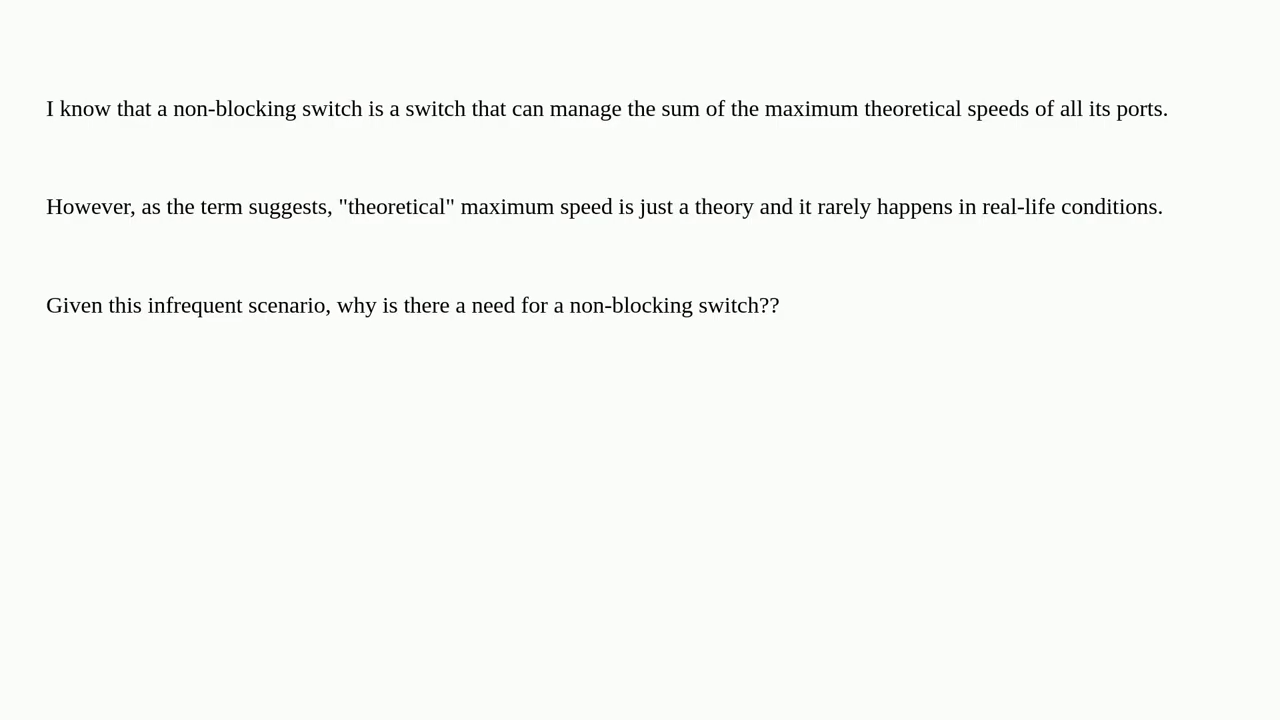 I know that a non-blocking switch is a switch that can manage the sum of the maximum theoretical speeds of all its ports.
However, as the term suggests, "theoretical" maximum speed is just a theory and it rarely happens in real-life conditions.
Given this infrequent scenario, why is there a need for a non-blocking switch??